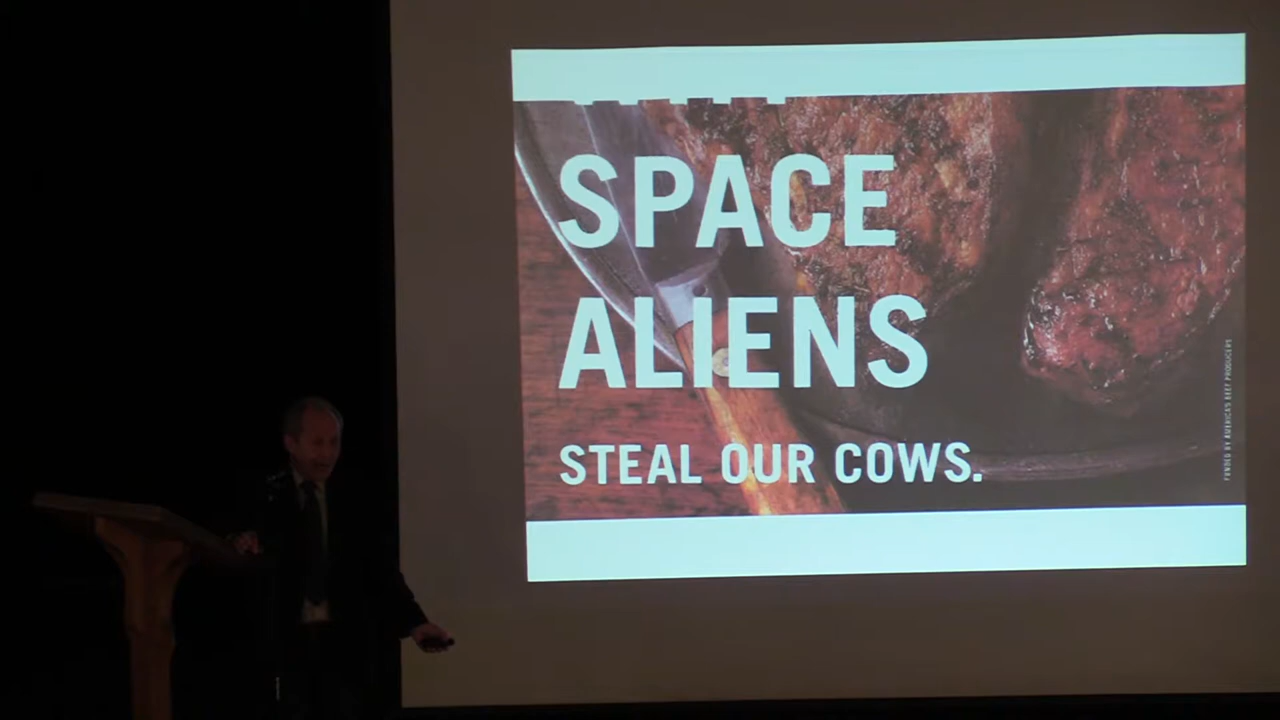 SPACE
ALIENS
STEAL OUR COWS.
FUNDED BY AMERICA'S BEEF PRODUCERS